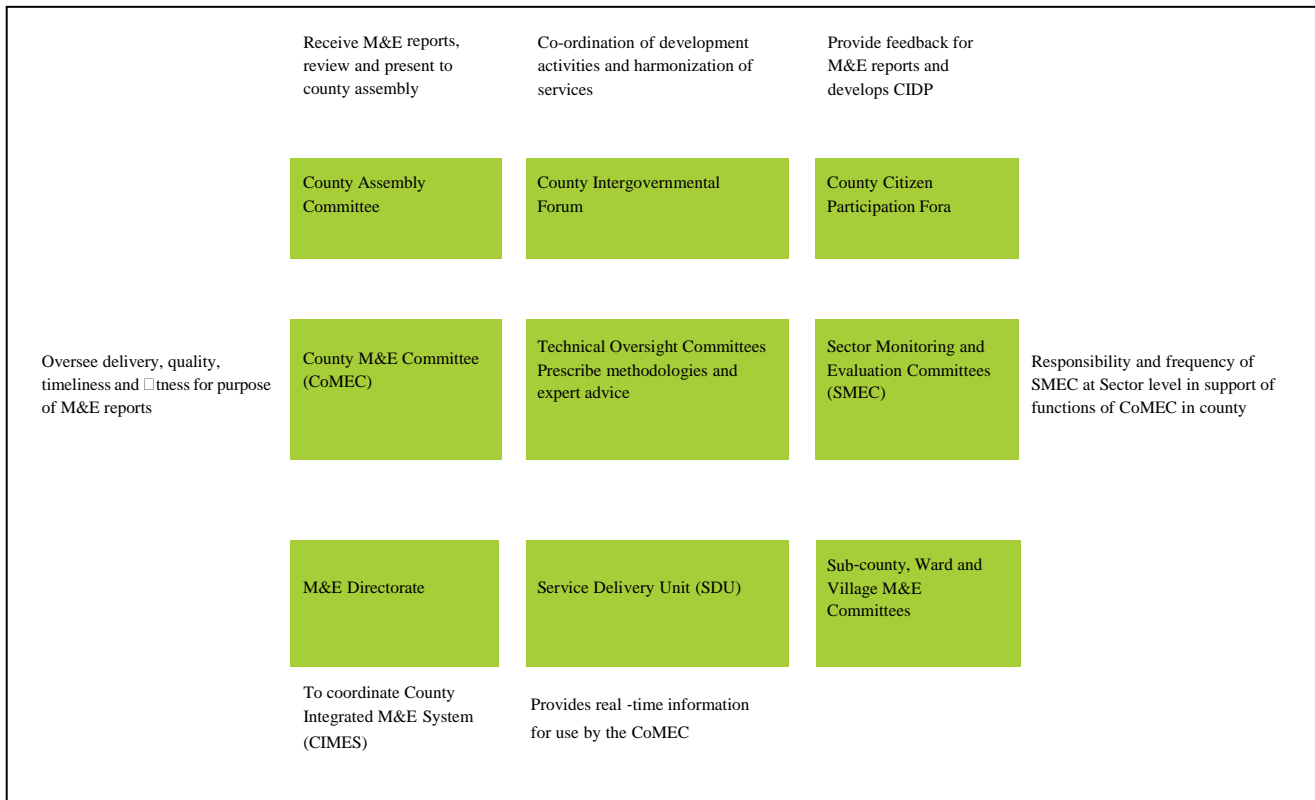 Receive M&E reports,
review and present to
county assembly
Co-ordination of development
activities and harmonization of
services
Provide feedback for
M&E reports and
develops CIDP
County Assembly
Committee
County Intergovernmental
Forum
County Citizen
Participation Fora
Oversee delivery, quality,
timeliness and □tness for purpose
of M&E reports
County M&E Committee
(CoMEC)
Technical Oversight Committees
Prescribe methodologies and
expert advice
Sector Monitoring and
Evaluation Committees
(SMEC)
Responsibility and frequency of
SMEC at Sector level in support of
functions of CoMEC in county
M&E Directorate
Service Delivery Unit (SDU)
Sub-county, Ward and
Village M&E
Committees
To coordinate County
Integrated M&E System
(CIMES)
Provides real -time information
for use by the CoMEC